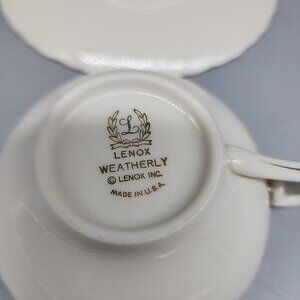 L
LENOX
WEATHERLY
© LENOX INC.
MADE IN U.S.A.